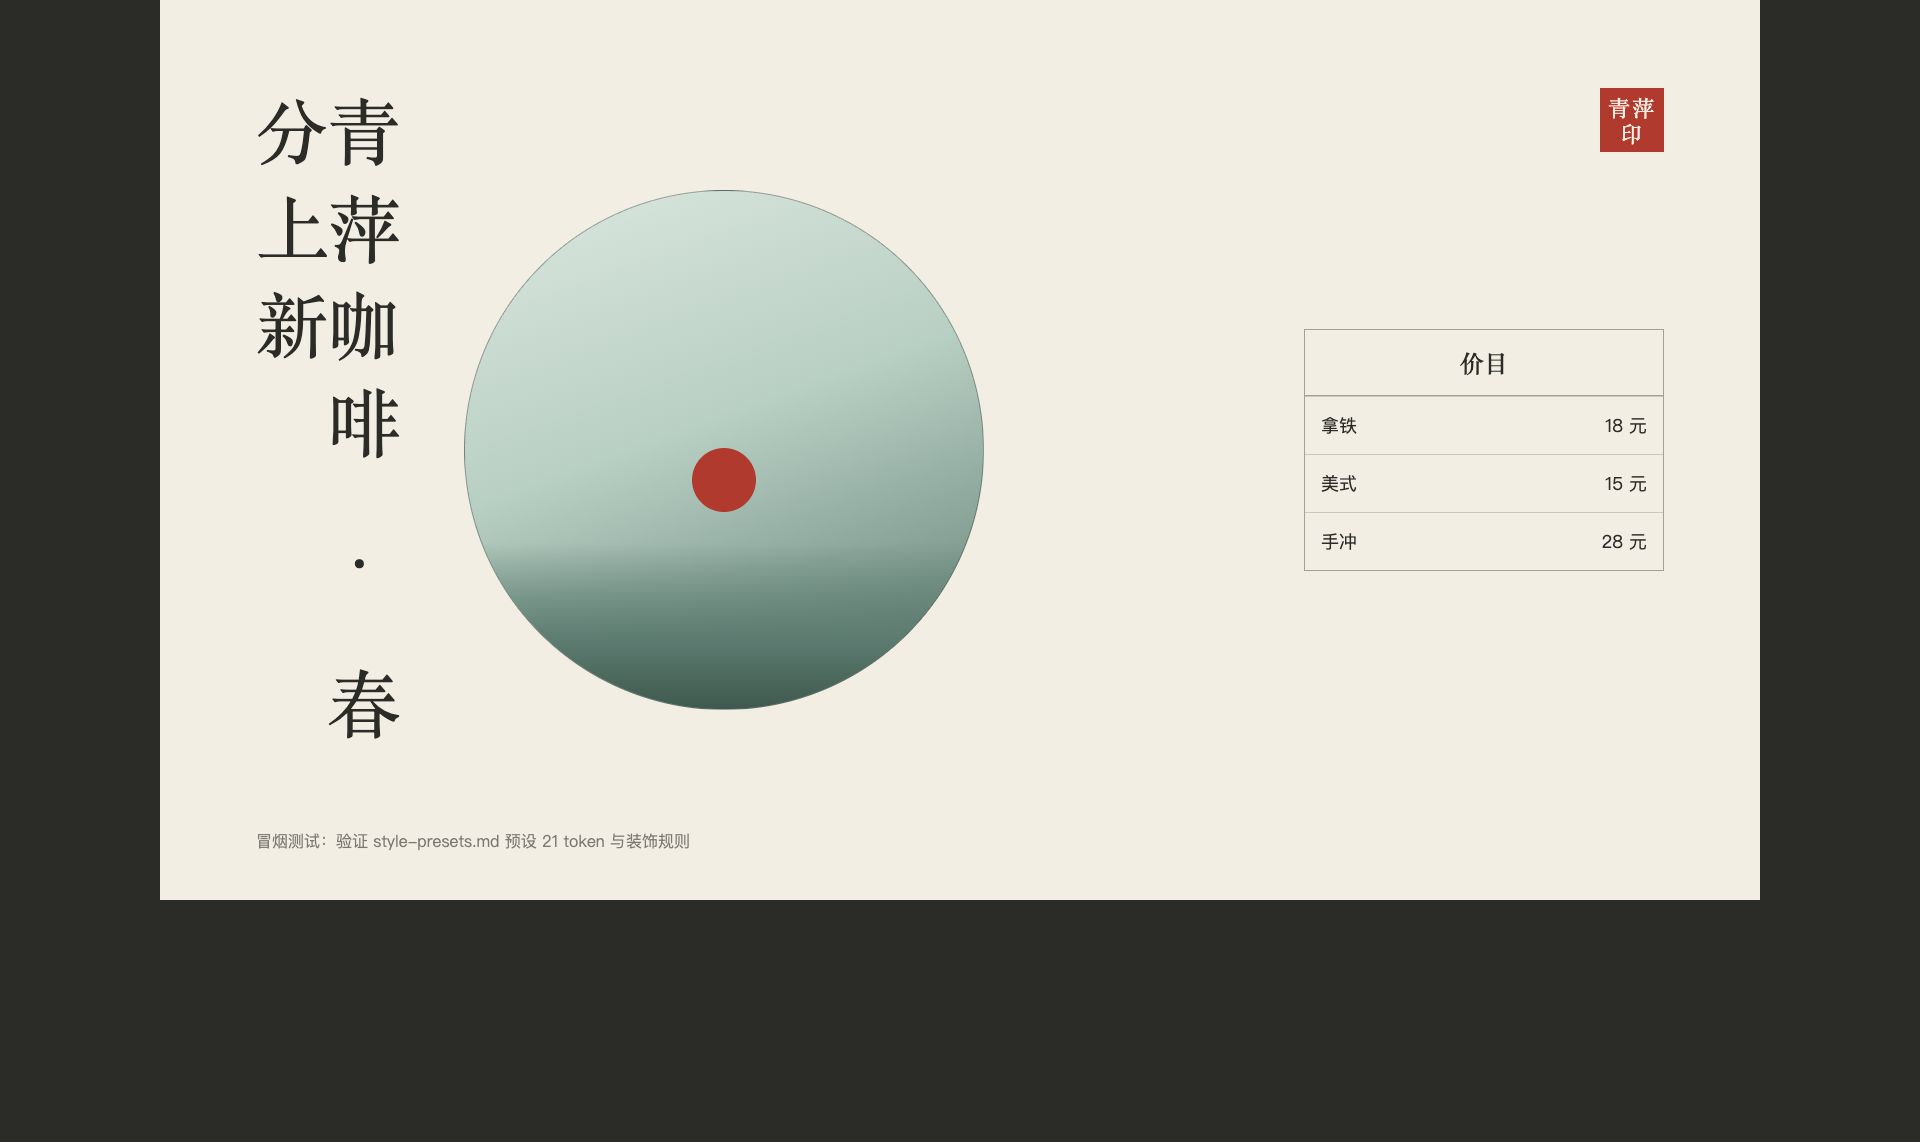 青萍咖啡 · 春
分上新
青萍
印
价目
拿铁 18 元
美式 15 元
手冲 28 元
冒烟测试：验证 style-presets.md 预设 21 token 与装饰规则